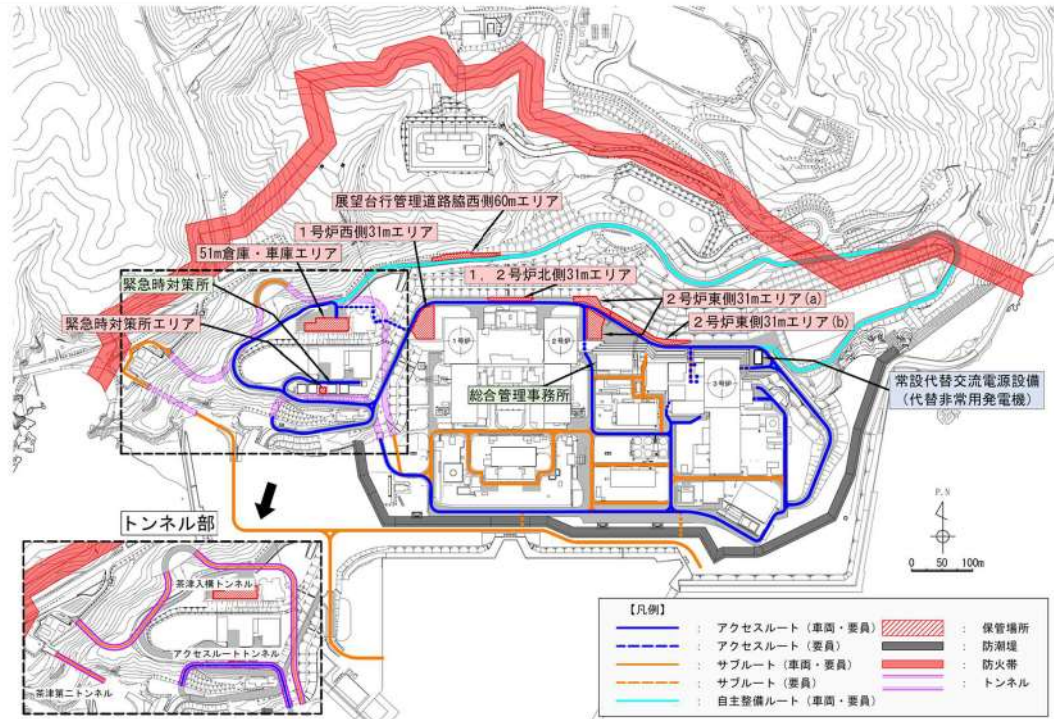 展望台行管理道路脇西側60mエリア
1号炉西側31mエリア
51m倉庫・車庫エリア
1,2号炉北側31mエリア
緊急時対策所
2号炉東側31mエリア(a)
緊急時対策所エリア
2号炉東側31mエリア(b)
1号炉
2号炉
3号炉
総合管理事務所
常設代替交流電源設備
(代替非常用発電機)
トンネル部
茶津入構トンネル
アクセスルートトンネル
茶津第二トンネル
P.N
0 50 100m
【凡例】
: アクセスルート(車両・要員)
: 保管場所
: アクセスルート(要員)
: 防潮堤
: サブルート(車両・要員)
: 防火帯
: サブルート(要員)
: トンネル
: 自主整備ルート(車両・要員)